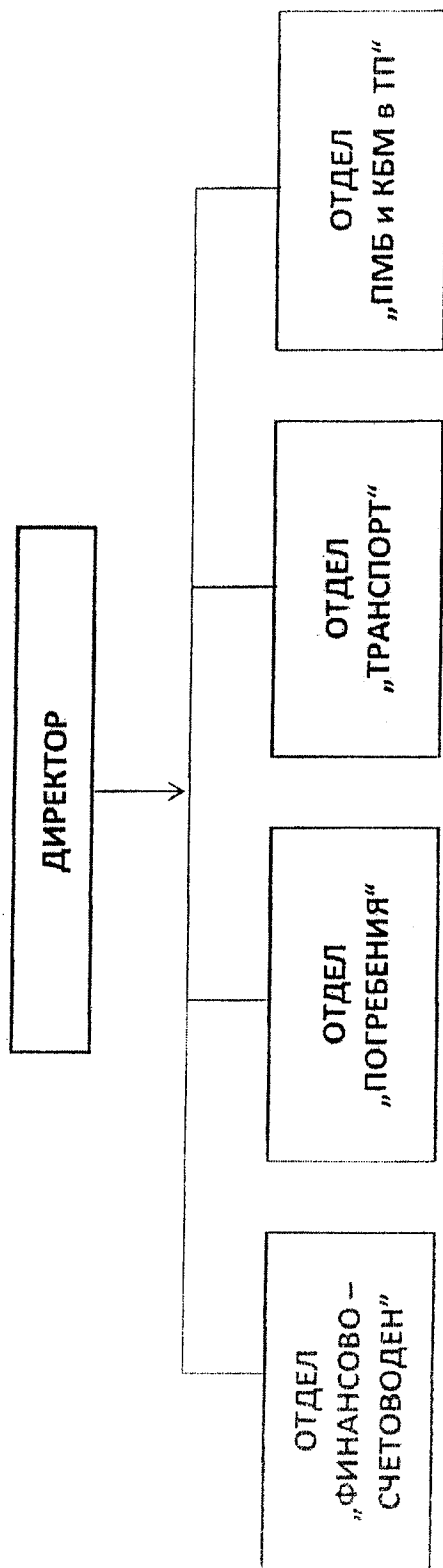 ДИРЕКТОР
ОТДЕЛ
„ФИНАНСОВО –
СЧЕТОВОДЕН“
ОТДЕЛ
„ПОГРЕБЕНИЯ“
ОТДЕЛ
„ТРАНСПОРТ“
ОТДЕЛ
„ПМБ и КБМ в ТП“